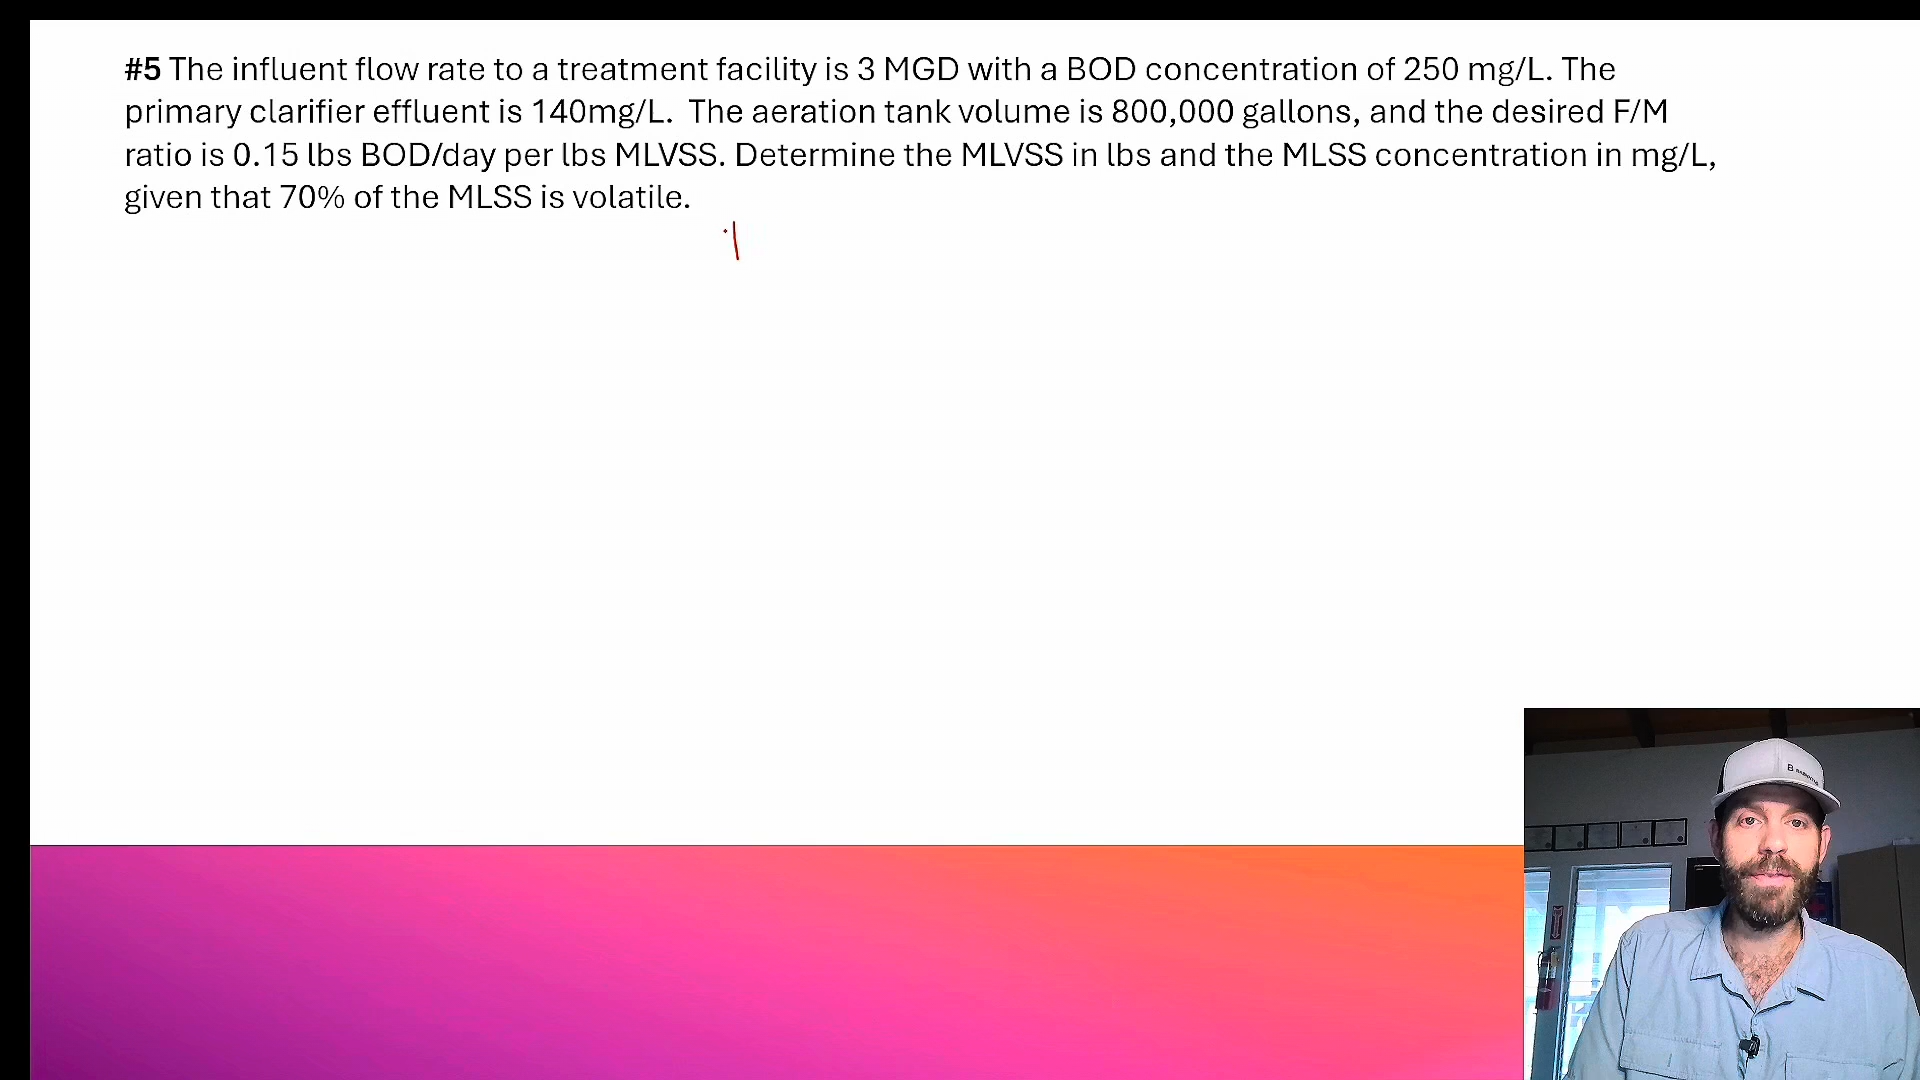 #5 The influent flow rate to a treatment facility is 3 MGD with a BOD concentration of 250 mg/L. The
primary clarifier effluent is 140mg/L. The aeration tank volume is 800,000 gallons, and the desired F/M
ratio is 0.15 lbs BOD/day per lbs MLVSS. Determine the MLVSS in lbs and the MLSS concentration in mg/L,
given that 70% of the MLSS is volatile.